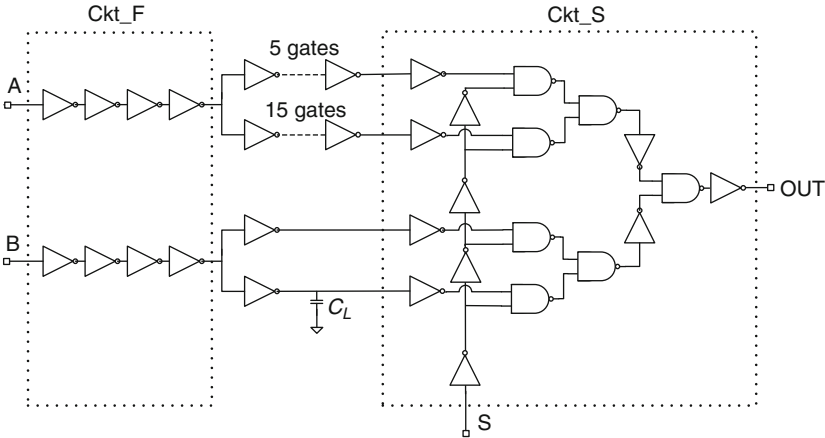 Ckt_F
Ckt_S
5 gates
A
15 gates
OUT
B
C_L
S